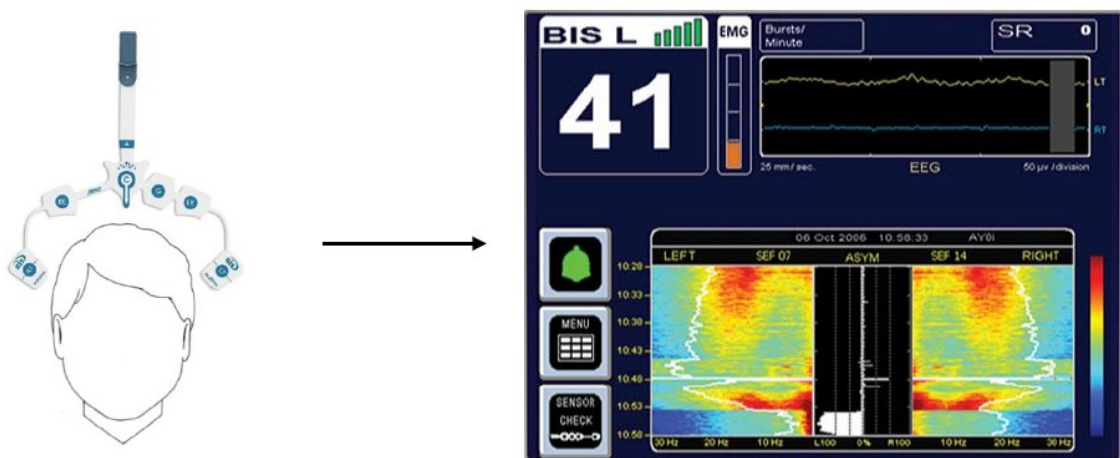 C
G
BIS L
41
EMG
Bursts/
Minute
SR 0
LT
RT
25 mm/sec.
EEG
50 µv/division
06 Oct 2006 10:58:33 AY0i
LEFT SEF 07 ASYM SEF 14 RIGHT
10:28
10:33
10:38
10:43
10:48
10:53
10:58
MENU
SENSOR
CHECK
30 Hz 20 Hz 10 Hz L100 0% R100 10 Hz 20 Hz 30 Hz